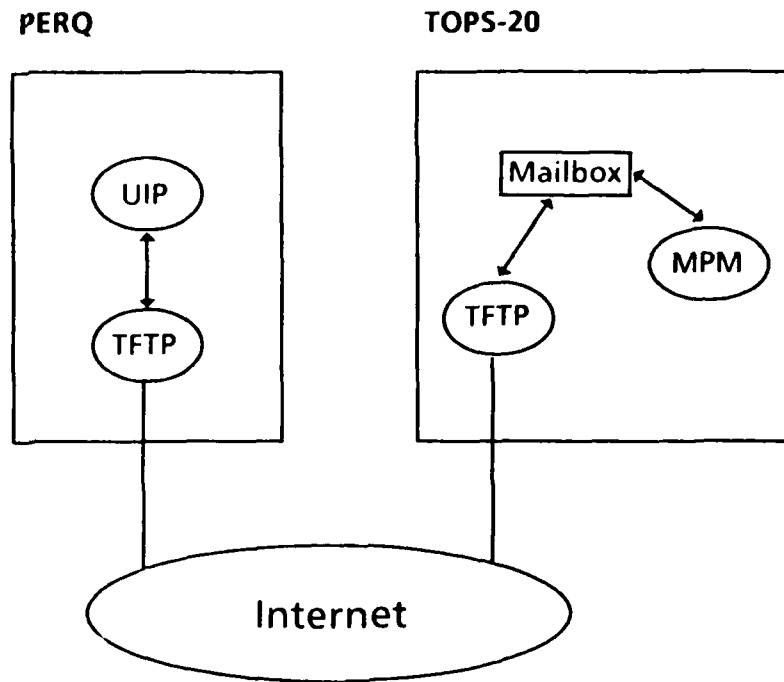 PERQ
TOPS-20
UIP
TFTP
Mailbox
MPM
TFTP
Internet